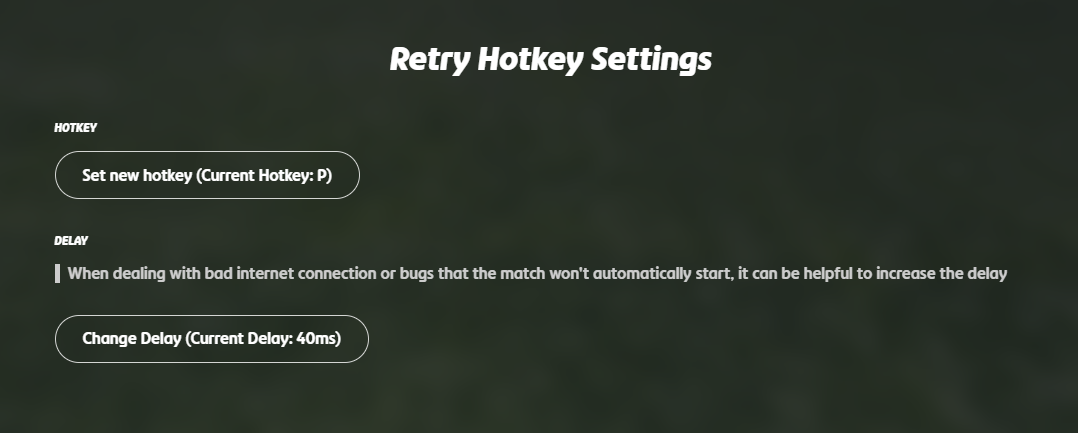 Retry Hotkey Settings
HOTKEY
Set new hotkey (Current Hotkey: P)
DELAY
When dealing with bad internet connection or bugs that the match won't automatically start, it can be helpful to increase the delay
Change Delay (Current Delay: 40ms)